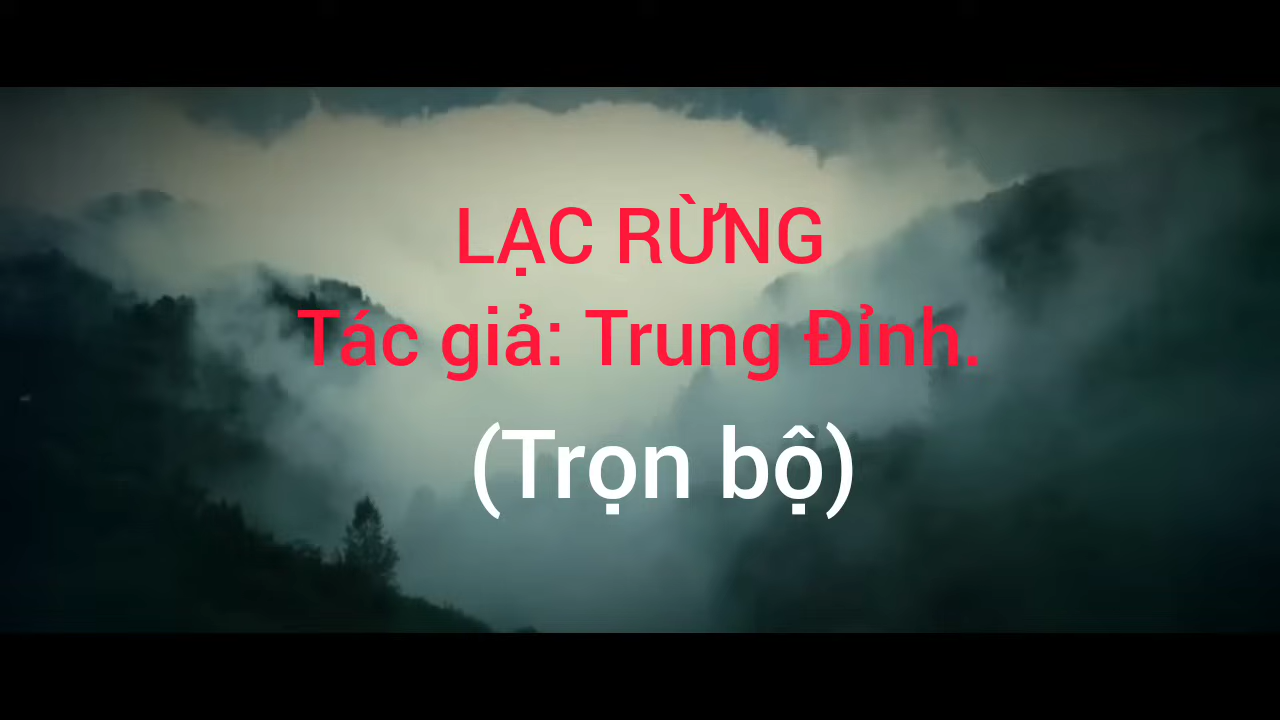 LẠC RỪNG
Tác giả: Trung Đỉnh.
(Trọn bộ)